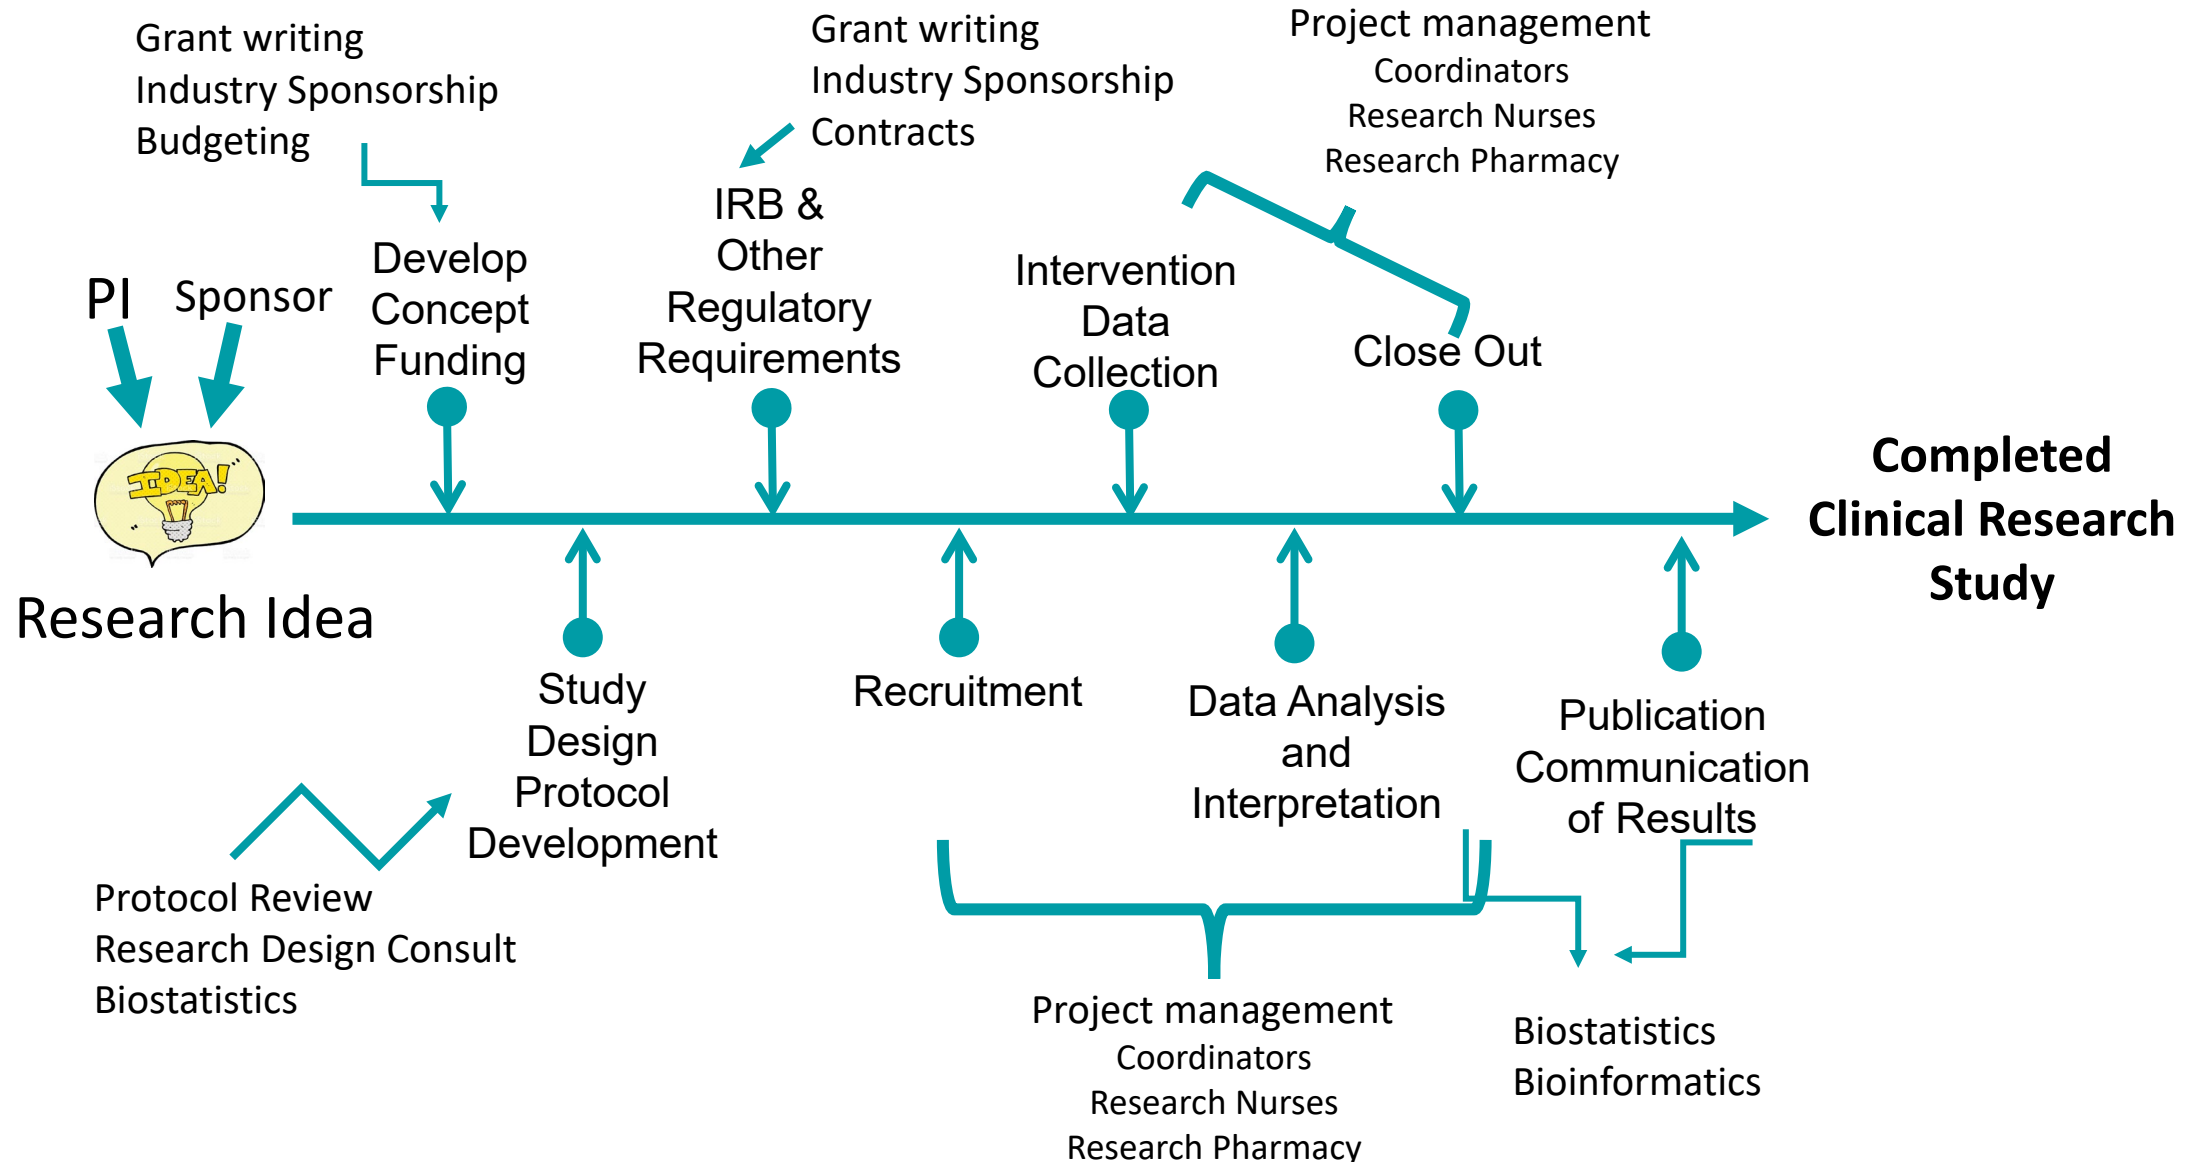 Grant writing
Industry Sponsorship
Budgeting
Grant writing
Industry Sponsorship
Contracts
Project management
Coordinators
Research Nurses
Research Pharmacy
PI
Sponsor
Develop
Concept
Funding
IRB &
Other
Regulatory
Requirements
Intervention
Data
Collection
Close Out
IDEA!
Research Idea
Completed
Clinical Research
Study
Study
Design
Protocol
Development
Recruitment
Data Analysis
and
Interpretation
Publication
Communication
of Results
Protocol Review
Research Design Consult
Biostatistics
Project management
Coordinators
Research Nurses
Research Pharmacy
Biostatistics
Bioinformatics